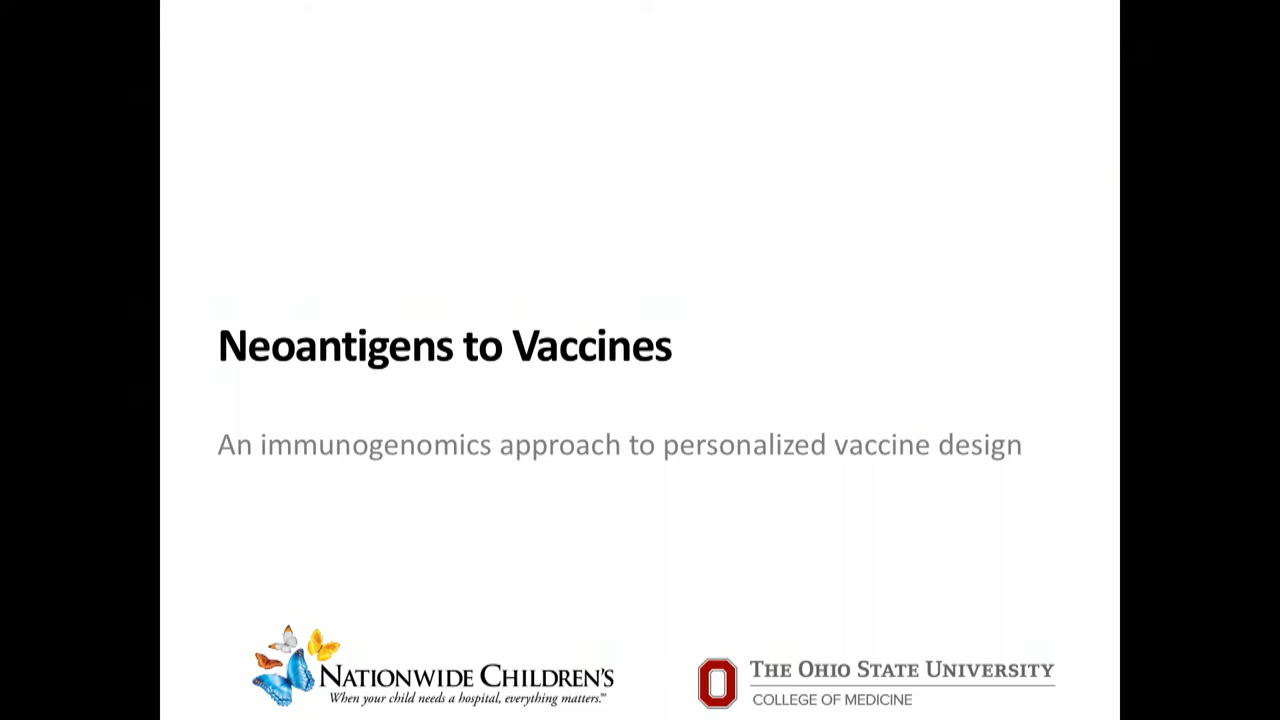 Neoantigens to Vaccines
An immunogenomics approach to personalized vaccine design
NATIONWIDE CHILDREN'S
When your child needs a hospital, everything matters.℠
THE OHIO STATE UNIVERSITY
COLLEGE OF MEDICINE